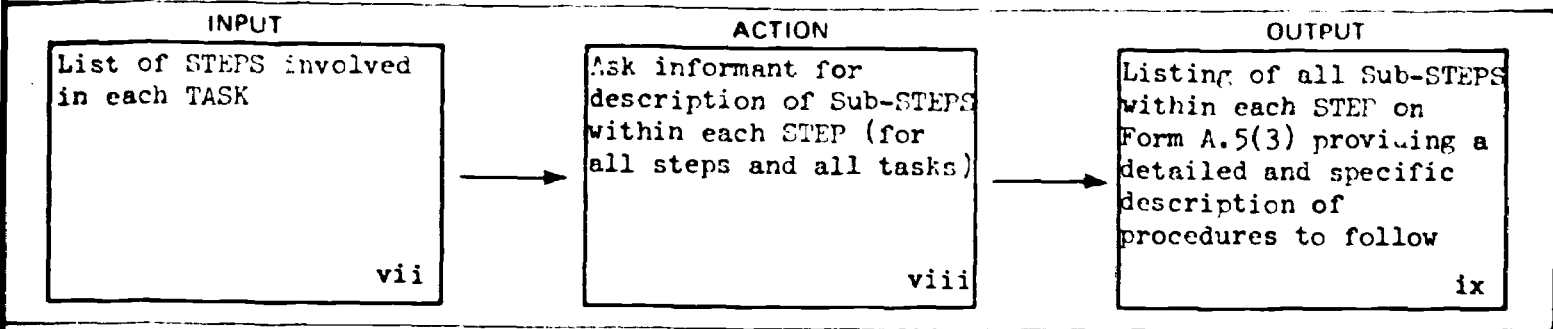 INPUT
List of STEPS involved
in each TASK
vii
ACTION
Ask informant for
description of Sub-STEPS
within each STEP (for
all steps and all tasks)
viii
OUTPUT
Listing of all Sub-STEPS
within each STEP on
Form A.5(3) providing a
detailed and specific
description of
procedures to follow
ix